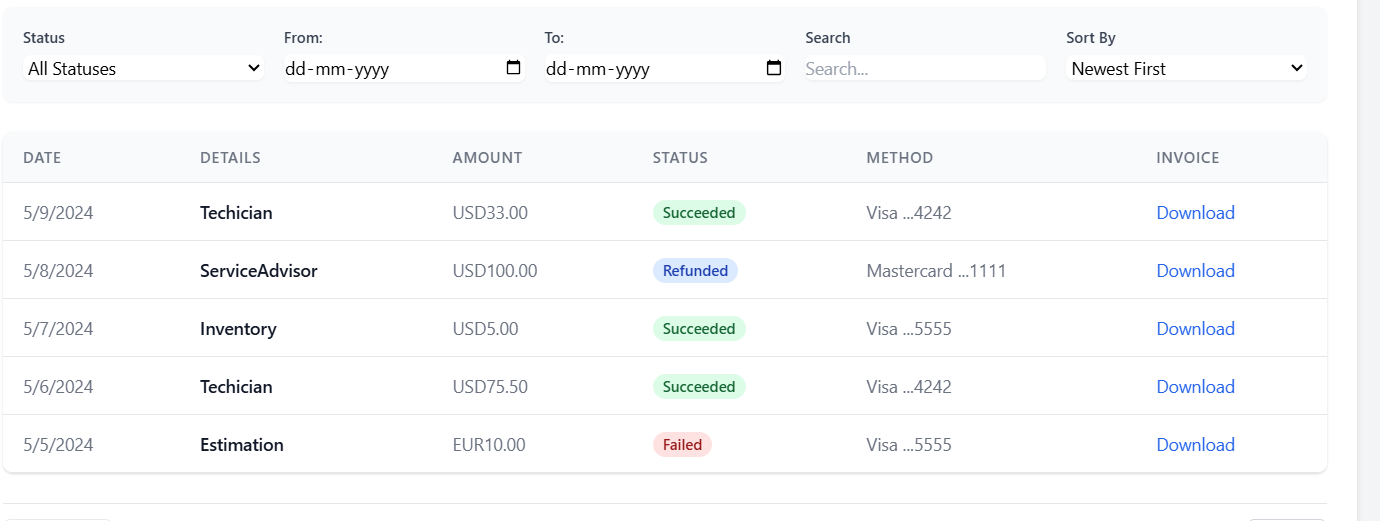 Status From: To: Search Sort By
All Statuses dd-mm-yyyy dd-mm-yyyy Search... Newest First
DATE DETAILS AMOUNT STATUS METHOD INVOICE
5/9/2024 Techician USD33.00 Succeeded Visa ...4242 Download
5/8/2024 ServiceAdvisor USD100.00 Refunded Mastercard ...1111 Download
5/7/2024 Inventory USD5.00 Succeeded Visa ...5555 Download
5/6/2024 Techician USD75.50 Succeeded Visa ...4242 Download
5/5/2024 Estimation EUR10.00 Failed Visa ...5555 Download